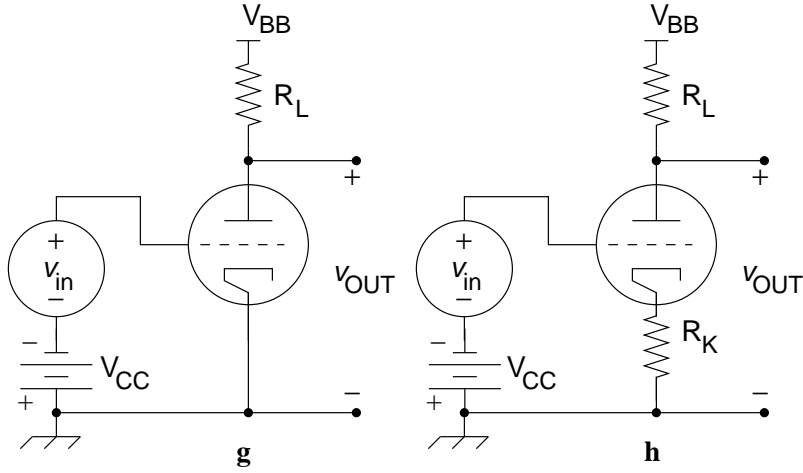 V_BB
R_L
+
+
v_in
−
v_OUT
−
V_CC
+
−
g
V_BB
R_L
+
+
v_in
−
v_OUT
R_K
−
V_CC
+
−
h